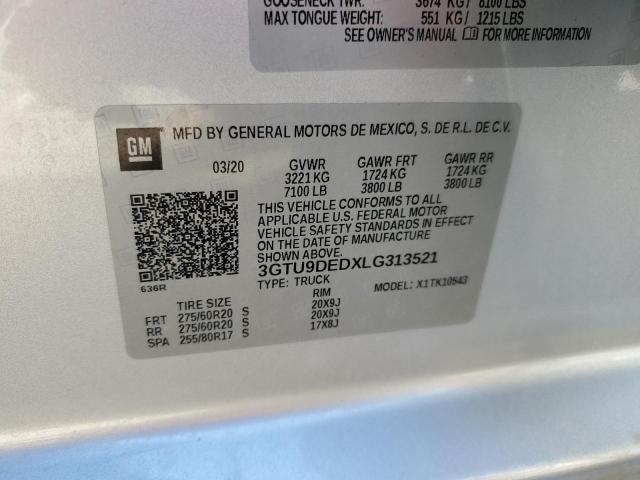 GOOSENECK TWR: 3674 KG / 8100 LBS
MAX TONGUE WEIGHT: 551 KG / 1215 LBS
SEE OWNER'S MANUAL FOR MORE INFORMATION
GM MFD BY GENERAL MOTORS DE MEXICO, S. DE R.L. DE C.V.
03/20 GVWR GAWR FRT GAWR RR
3221 KG 1724 KG 1724 KG
7100 LB 3800 LB 3800 LB
THIS VEHICLE CONFORMS TO ALL
APPLICABLE U.S. FEDERAL MOTOR
VEHICLE SAFETY STANDARDS IN EFFECT
ON THE DATE OF MANUFACTURE
SHOWN ABOVE.
3GTU9DEDXLG313521
636R TYPE: TRUCK MODEL: X1TK10543
TIRE SIZE RIM
FRT 275/60R20 S 20X9J
RR 275/60R20 S 20X9J
SPA 255/80R17 S 17X8J